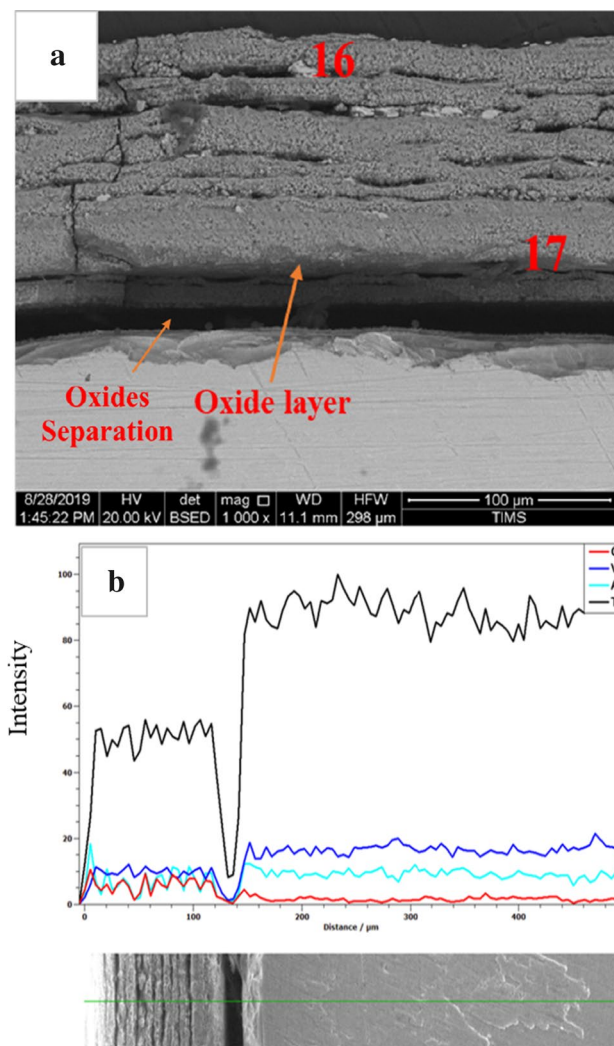 a
16
17
Oxides
Separation
Oxide layer
8/28/2019 HV det mag WD HFW 100 µm
1:45:22 PM 20.00 kV BSED 1 000 x 11.1 mm 298 µm TIMS
b
Intensity
100
80
60
40
20
0
0 100 200 300 400
Distance / µm